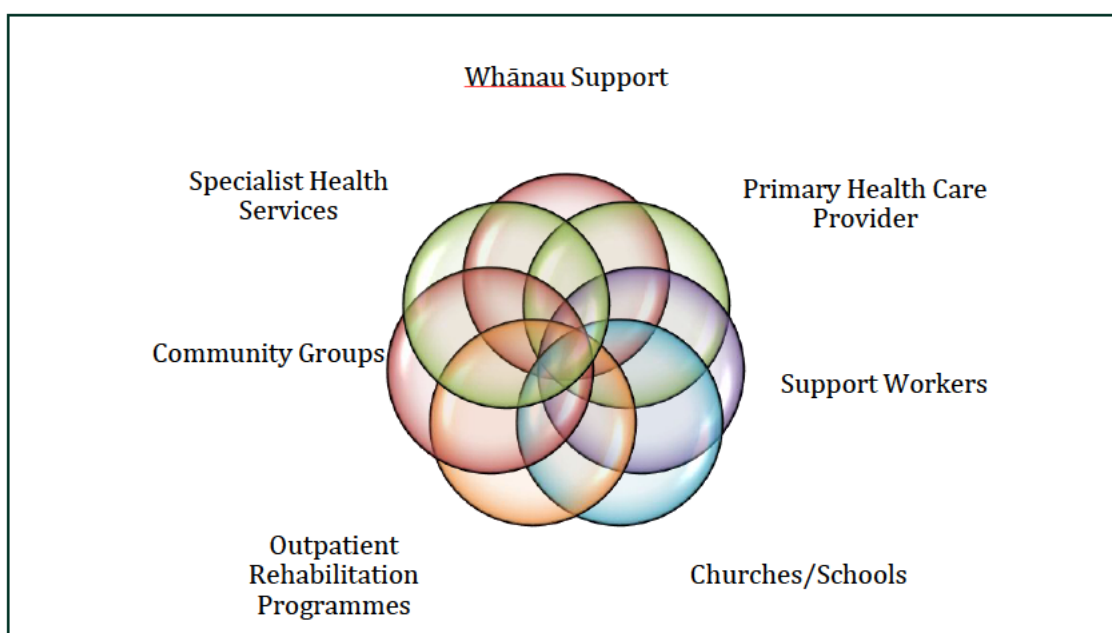 Whānau Support
Specialist Health
Services
Primary Health Care
Provider
Community Groups
Support Workers
Outpatient
Rehabilitation
Programmes
Churches/Schools